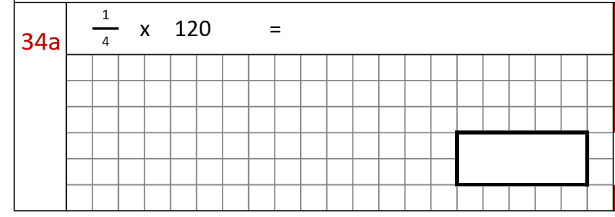 34a 1/4 x 120 =